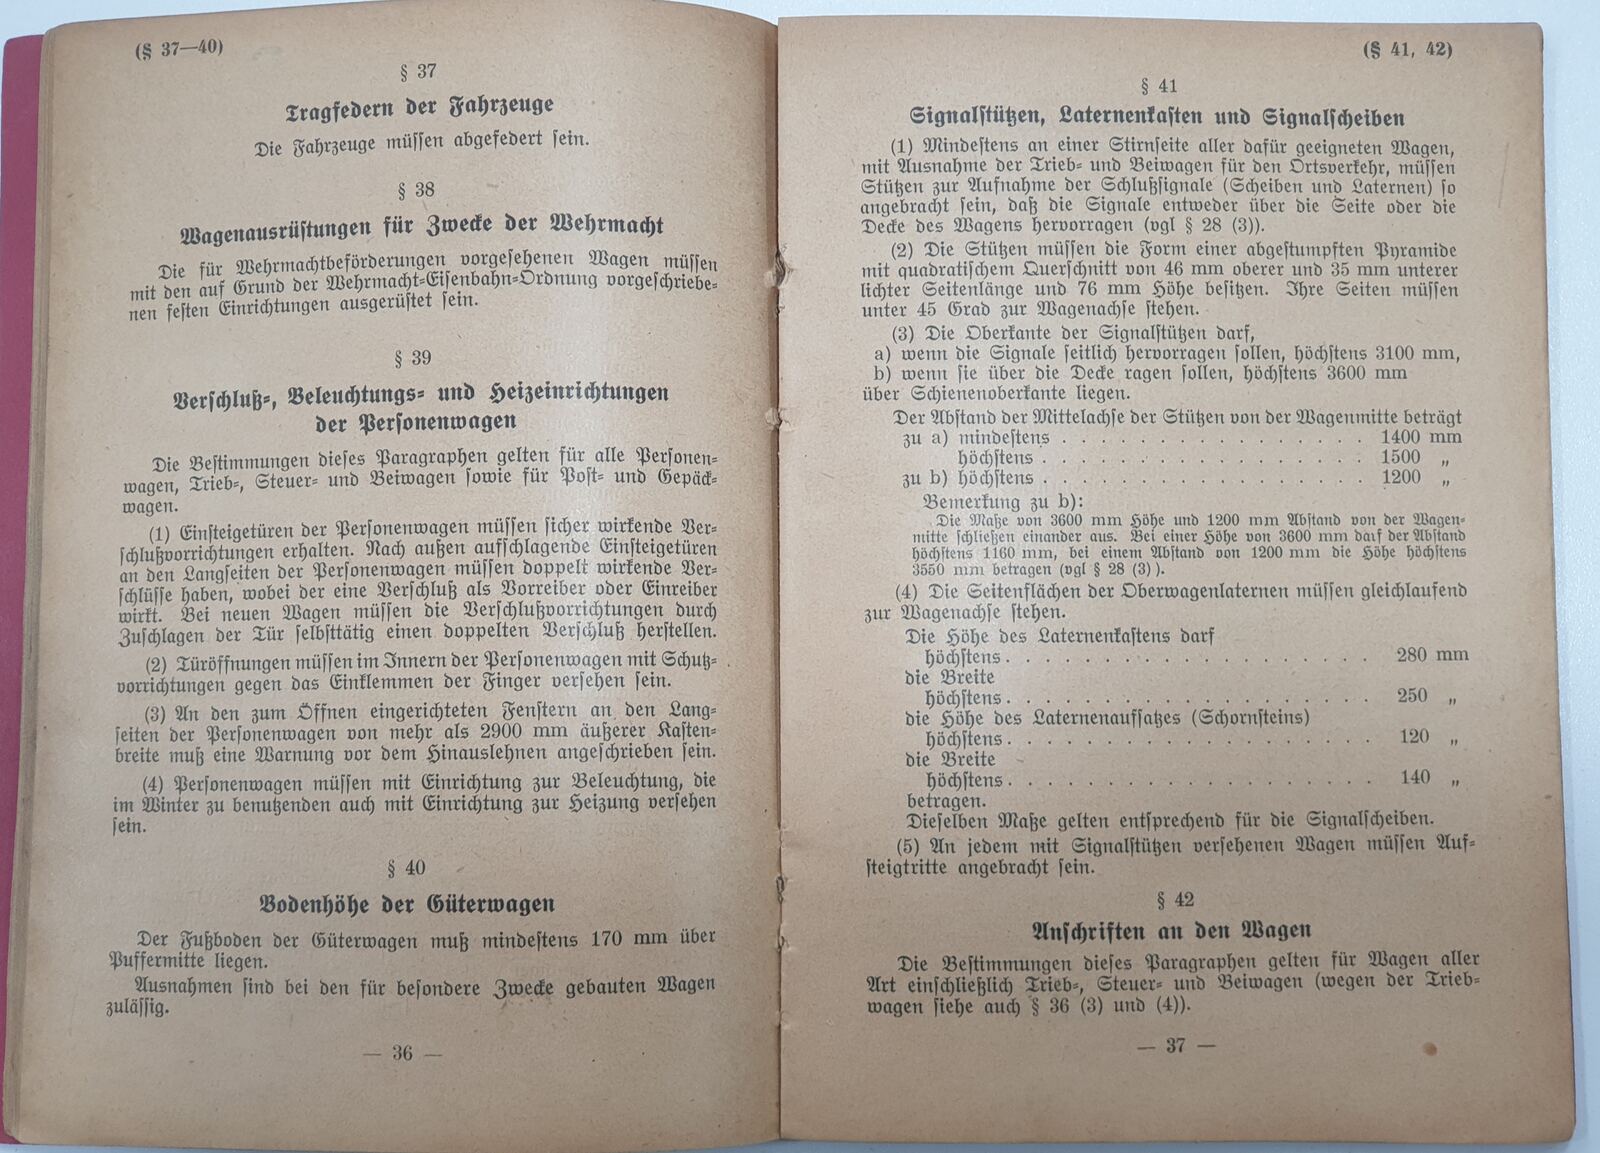 (§ 37—40)
§ 37
Tragfedern der Fahrzeuge
Die Fahrzeuge müssen abgefedert sein.
§ 38
Wagenausrüstungen für Zwecke der Wehrmacht
Die für Wehrmachtbeförderungen vorgesehenen Wagen müssen
mit den auf Grund der Wehrmacht-Eisenbahn-Ordnung vorgeschriebe-
nen festen Einrichtungen ausgerüstet sein.
§ 39
Verschluß-, Beleuchtungs- und Heizeinrichtungen
der Personenwagen
Die Bestimmungen dieses Paragraphen gelten für alle Personen-
wagen, Trieb-, Steuer- und Beiwagen sowie für Post- und Gepäck-
wagen.
(1) Einsteigetüren der Personenwagen müssen sicher wirkende Ver-
schlußvorrichtungen erhalten. Nach außen aufschlagende Einsteigetüren
an den Langseiten der Personenwagen müssen doppelt wirkende Ver-
schlüsse haben, wobei der eine Verschluß als Vorreiber oder Einreiber
wirkt. Bei neuen Wagen müssen die Verschlußvorrichtungen durch
Zuschlagen der Tür selbsttätig einen doppelten Verschluß herstellen.
(2) Türöffnungen müssen im Innern der Personenwagen mit Schutz-
vorrichtungen gegen das Einklemmen der Finger versehen sein.
(3) An den zum Öffnen eingerichteten Fenstern an den Lang-
seiten der Personenwagen von mehr als 2900 mm äußerer Kasten-
breite muß eine Warnung vor dem Hinauslehnen angeschrieben sein.
(4) Personenwagen müssen mit Einrichtung zur Beleuchtung, die
im Winter zu benutzenden auch mit Einrichtung zur Heizung versehen
sein.
§ 40
Bodenhöhe der Güterwagen
Der Fußboden der Güterwagen muß mindestens 170 mm über
Puffermitte liegen.
Ausnahmen sind bei den für besondere Zwecke gebauten Wagen
zulässig.
— 36 —
(§ 41, 42)
§ 41
Signalstützen, Laternenkasten und Signalscheiben
(1) Mindestens an einer Stirnseite aller dafür geeigneten Wagen,
mit Ausnahme der Trieb- und Beiwagen für den Ortsverkehr, müssen
Stützen zur Aufnahme der Schlußsignale (Scheiben und Laternen) so
angebracht sein, daß die Signale entweder über die Seite oder die
Decke des Wagens hervorragen (vgl § 28 (3)).
(2) Die Stützen müssen die Form einer abgestumpften Pyramide
mit quadratischem Querschnitt von 46 mm oberer und 35 mm unterer
lichter Seitenlänge und 76 mm Höhe besitzen. Ihre Seiten müssen
unter 45 Grad zur Wagenachse stehen.
(3) Die Oberkante der Signalstützen darf,
a) wenn die Signale seitlich hervorragen sollen, höchstens 3100 mm,
b) wenn sie über die Decke ragen sollen, höchstens 3600 mm
über Schienenoberkante liegen.
Der Abstand der Mittelachse der Stützen von der Wagenmitte beträgt
zu a) mindestens . . . . . . . . . . . . . . . 1400 mm
höchstens . . . . . . . . . . . . . . . . 1500 „
zu b) höchstens . . . . . . . . . . . . . . . . 1200 „
Bemerkung zu b):
Die Maße von 3600 mm Höhe und 1200 mm Abstand von der Wagen-
mitte schließen einander aus. Bei einer Höhe von 3600 mm darf der Abstand
höchstens 1160 mm, bei einem Abstand von 1200 mm die Höhe höchstens
3550 mm betragen (vgl § 28 (3) ).
(4) Die Seitenflächen der Oberwagenlaternen müssen gleichlaufend
zur Wagenachse stehen.
Die Höhe des Laternenkastens darf
höchstens . . . . . . . . . . . . . . . . . . 280 mm
die Breite
höchstens . . . . . . . . . . . . . . . . . . 250 „
die Höhe des Laternenaufsatzes (Schornsteins)
höchstens . . . . . . . . . . . . . . . . . . 120 „
die Breite
höchstens . . . . . . . . . . . . . . . . . . 140 „
betragen.
Dieselben Maße gelten entsprechend für die Signalscheiben.
(5) An jedem mit Signalstützen versehenen Wagen müssen Auf-
steigtritte angebracht sein.
§ 42
Anschriften an den Wagen
Die Bestimmungen dieses Paragraphen gelten für Wagen aller
Art einschließlich Trieb-, Steuer- und Beiwagen (wegen der Trieb-
wagen siehe auch § 36 (3) und (4)).
— 37 —